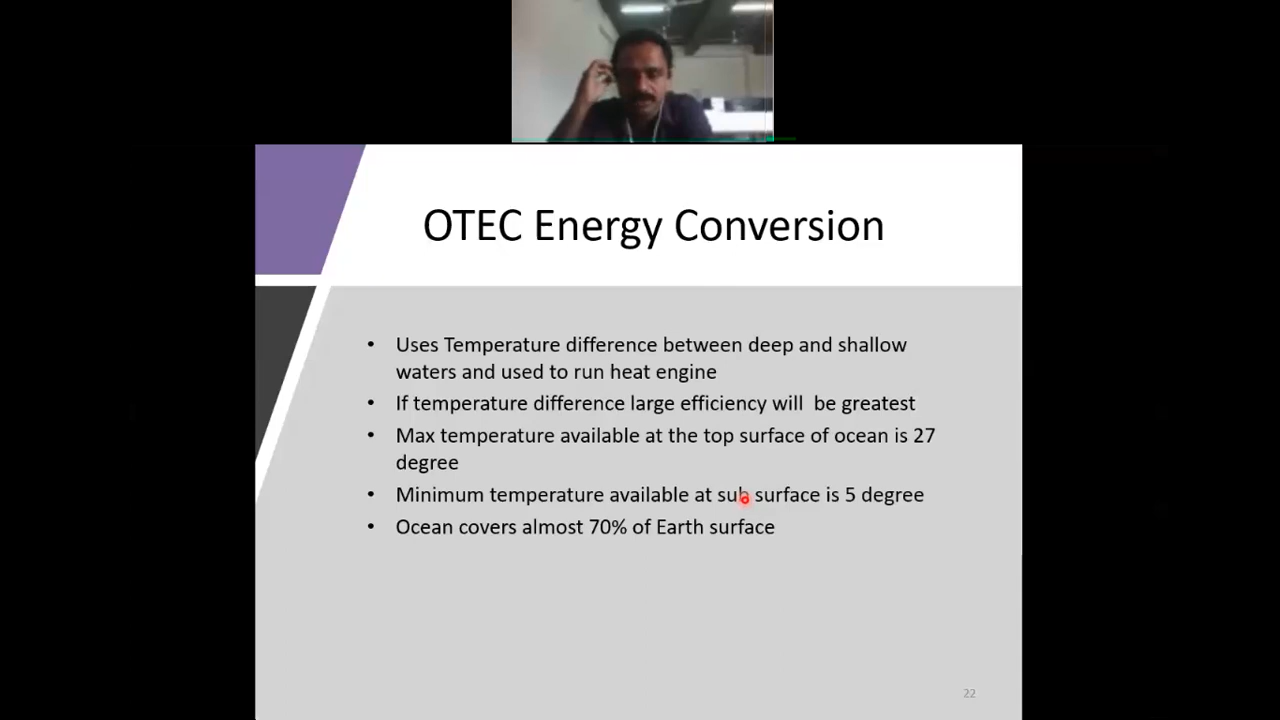 OTEC Energy Conversion
• Uses Temperature difference between deep and shallow
waters and used to run heat engine
• If temperature difference large efficiency will  be greatest
• Max temperature available at the top surface of ocean is 27
degree
• Minimum temperature available at sub surface is 5 degree
• Ocean covers almost 70% of Earth surface
22